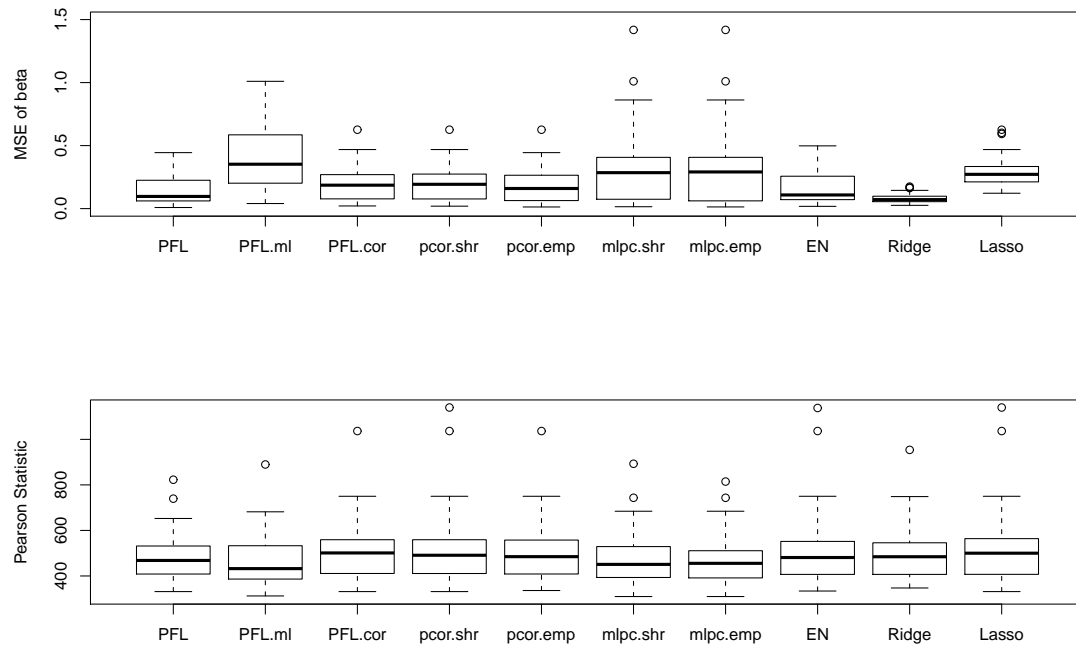 MSE of beta
1.5
1.0
0.5
0.0
PFL PFL.ml PFL.cor pcor.shr pcor.emp mlpc.shr mlpc.emp EN Ridge Lasso
Pearson Statistic
800
600
400
PFL PFL.ml PFL.cor pcor.shr pcor.emp mlpc.shr mlpc.emp EN Ridge Lasso